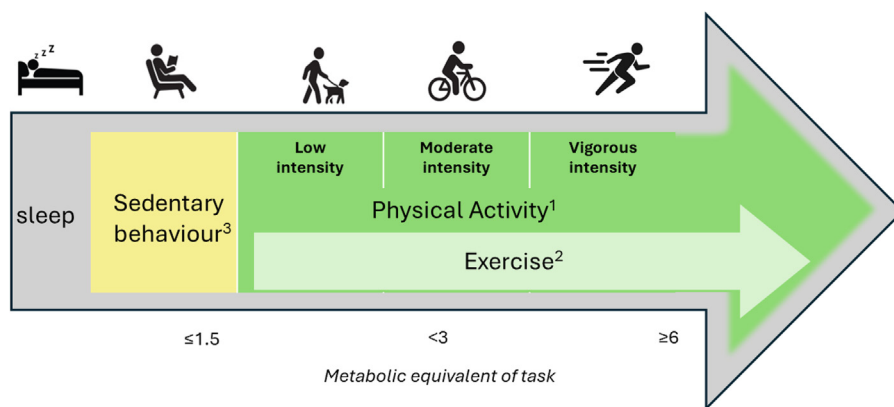 z z z
Low
intensity
Moderate
intensity
Vigorous
intensity
sleep
Sedentary
behaviour³
Physical Activity¹
Exercise²
≤1.5
<3
≥6
Metabolic equivalent of task